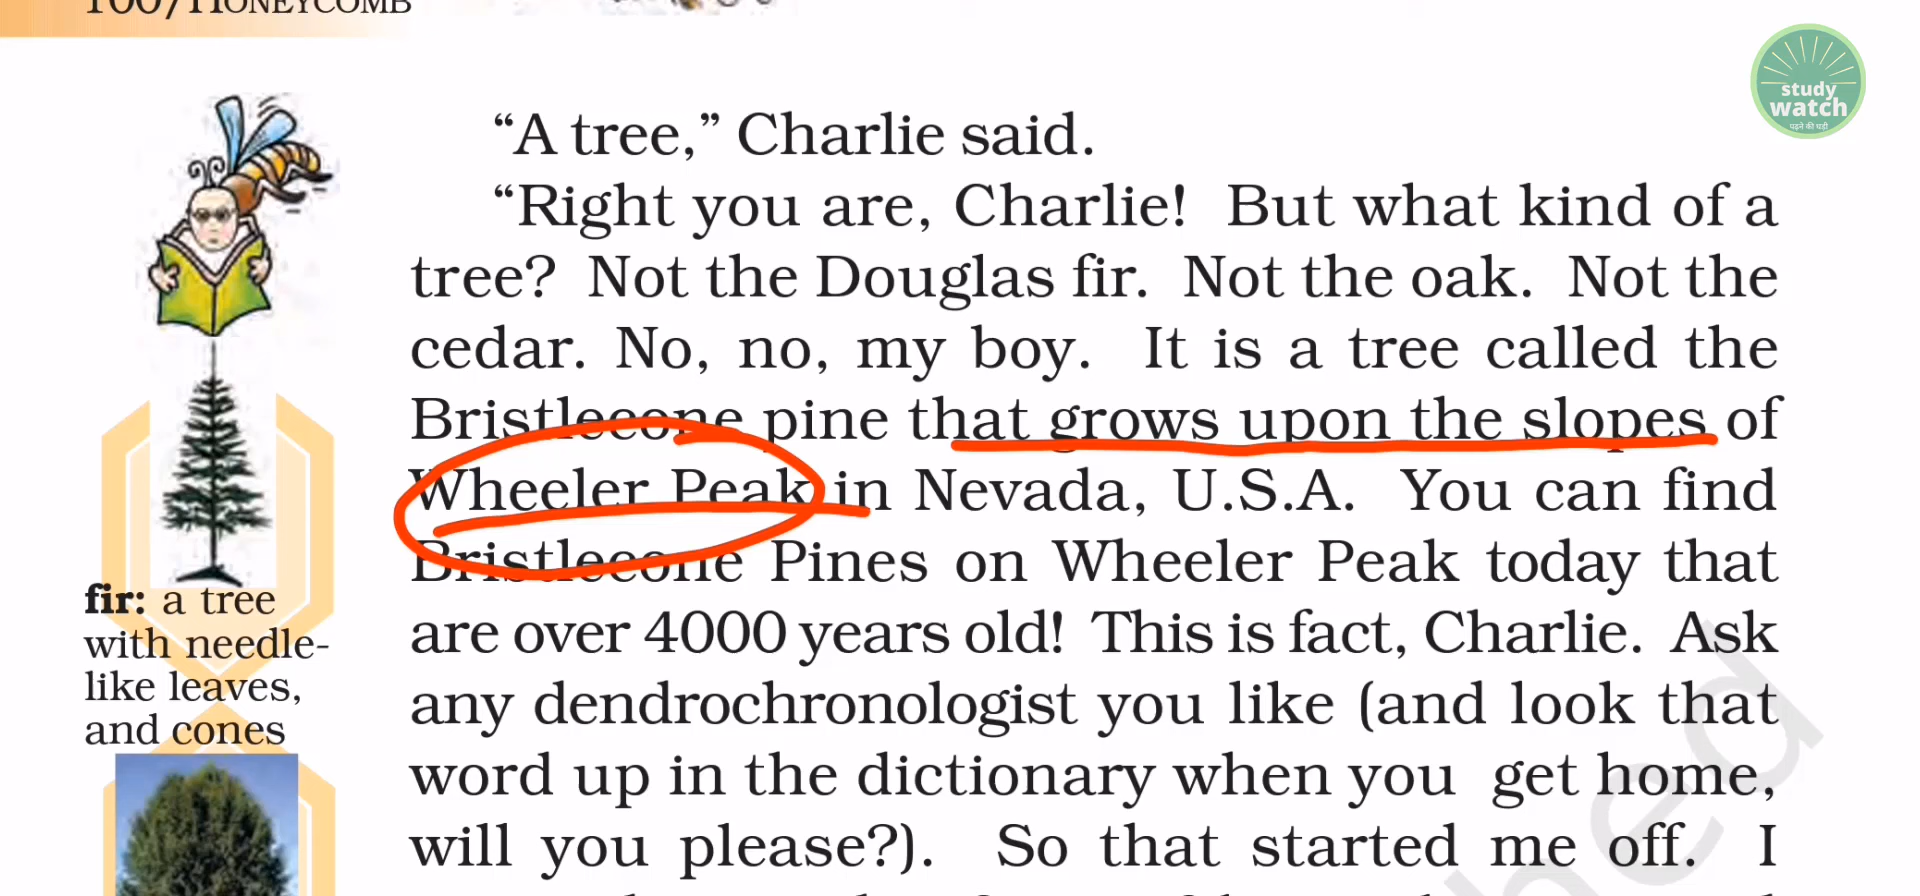 100/HONEYCOMB
study
watch
पढ़ने की घड़ी
“A tree,” Charlie said.
“Right you are, Charlie! But what kind of a
tree? Not the Douglas fir. Not the oak. Not the
cedar. No, no, my boy. It is a tree called the
Bristlecone pine that grows upon the slopes of
Wheeler Peak in Nevada, U.S.A. You can find
Bristlecone Pines on Wheeler Peak today that
are over 4000 years old! This is fact, Charlie. Ask
any dendrochronologist you like (and look that
word up in the dictionary when you get home,
will you please?). So that started me off. I
fir: a tree
with needle-
like leaves,
and cones